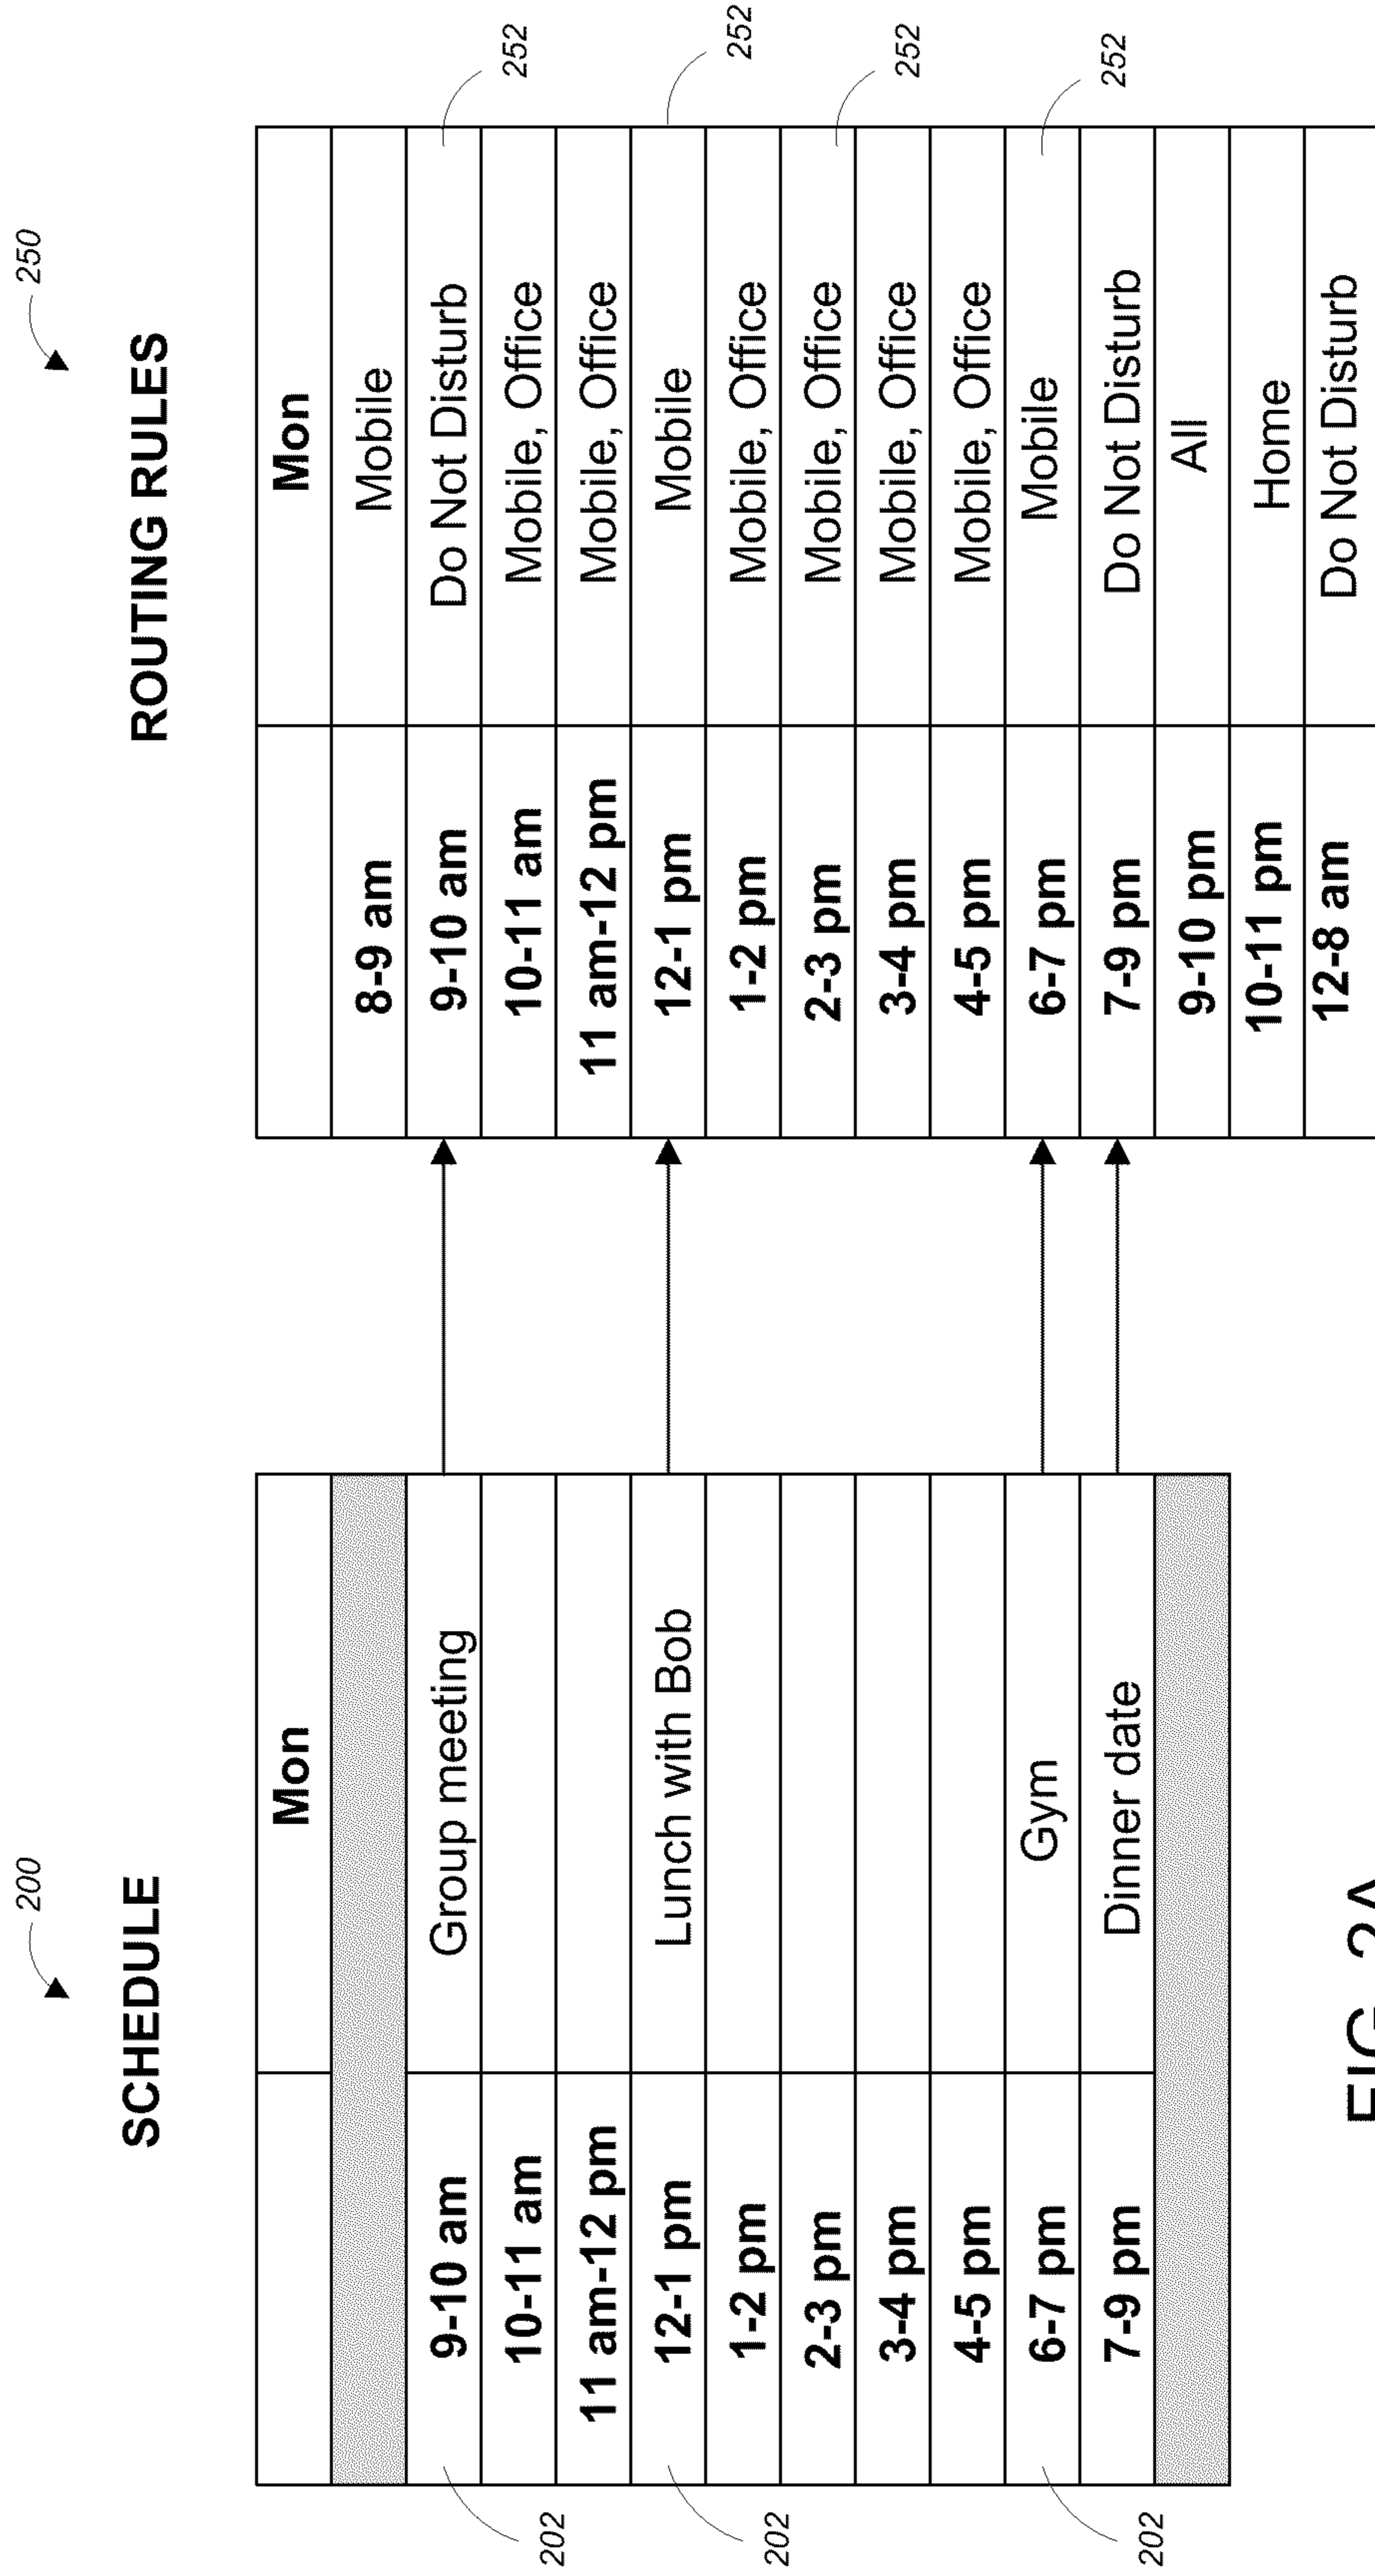 200
SCHEDULE
Mon
9-10 am Group meeting
10-11 am
11 am-12 pm
12-1 pm Lunch with Bob
1-2 pm
2-3 pm
3-4 pm
4-5 pm
6-7 pm Gym
7-9 pm Dinner date
202
202
202
250
ROUTING RULES
Mon
8-9 am Mobile
9-10 am Do Not Disturb
10-11 am Mobile, Office
11 am-12 pm Mobile, Office
12-1 pm Mobile
1-2 pm Mobile, Office
2-3 pm Mobile, Office
3-4 pm Mobile, Office
4-5 pm Mobile, Office
6-7 pm Mobile
7-9 pm Do Not Disturb
9-10 pm All
10-11 pm Home
12-8 am Do Not Disturb
252
252
252
252
FIG. 2A